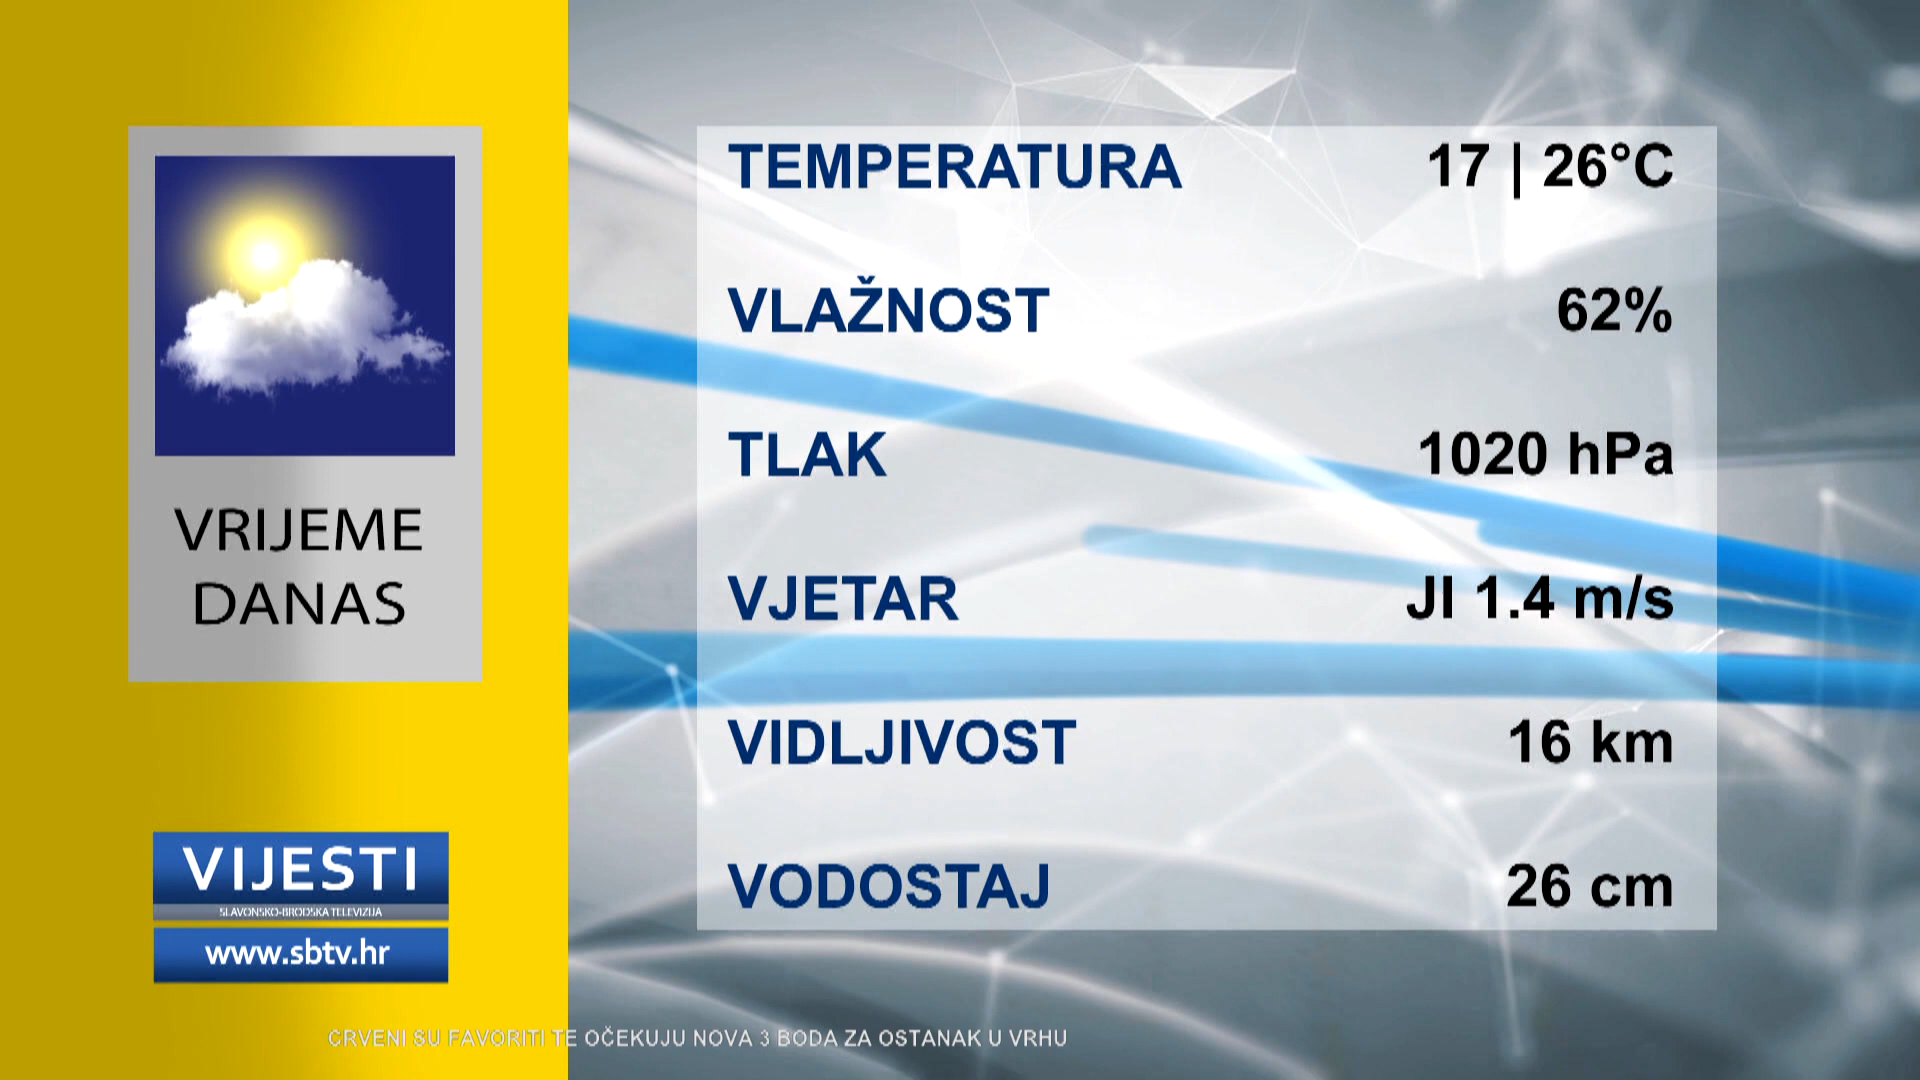 VRIJEME
DANAS
TEMPERATURA 17 | 26°C
VLAŽNOST 62%
TLAK 1020 hPa
VJETAR JI 1.4 m/s
VIDLJIVOST 16 km
VODOSTAJ 26 cm
VIJESTI
SLAVONSKO-BRODSKA TELEVIZIJA
www.sbtv.hr
CRVENI SU FAVORITI TE OČEKUJU NOVA 3 BODA ZA OSTANAK U VRHU